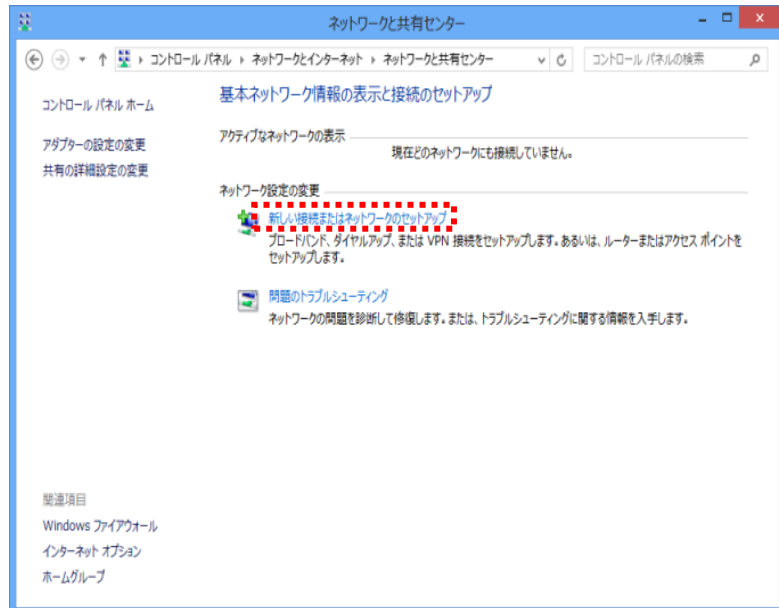 ネットワークと共有センター
コントロール パネル ネットワークとインターネット ネットワークと共有センター コントロール パネルの検索
コントロール パネル ホーム
アダプターの設定の変更
共有の詳細設定の変更
基本ネットワーク情報の表示と接続のセットアップ
アクティブなネットワークの表示
現在どのネットワークにも接続していません。
ネットワーク設定の変更
新しい接続またはネットワークのセットアップ
ブロードバンド、ダイヤルアップ、または VPN 接続をセットアップします。あるいは、ルーターまたはアクセス ポイントを
セットアップします。
問題のトラブルシューティング
ネットワークの問題を診断して修復します。または、トラブルシューティングに関する情報を入手します。
関連項目
Windows ファイアウォール
インターネット オプション
ホームグループ